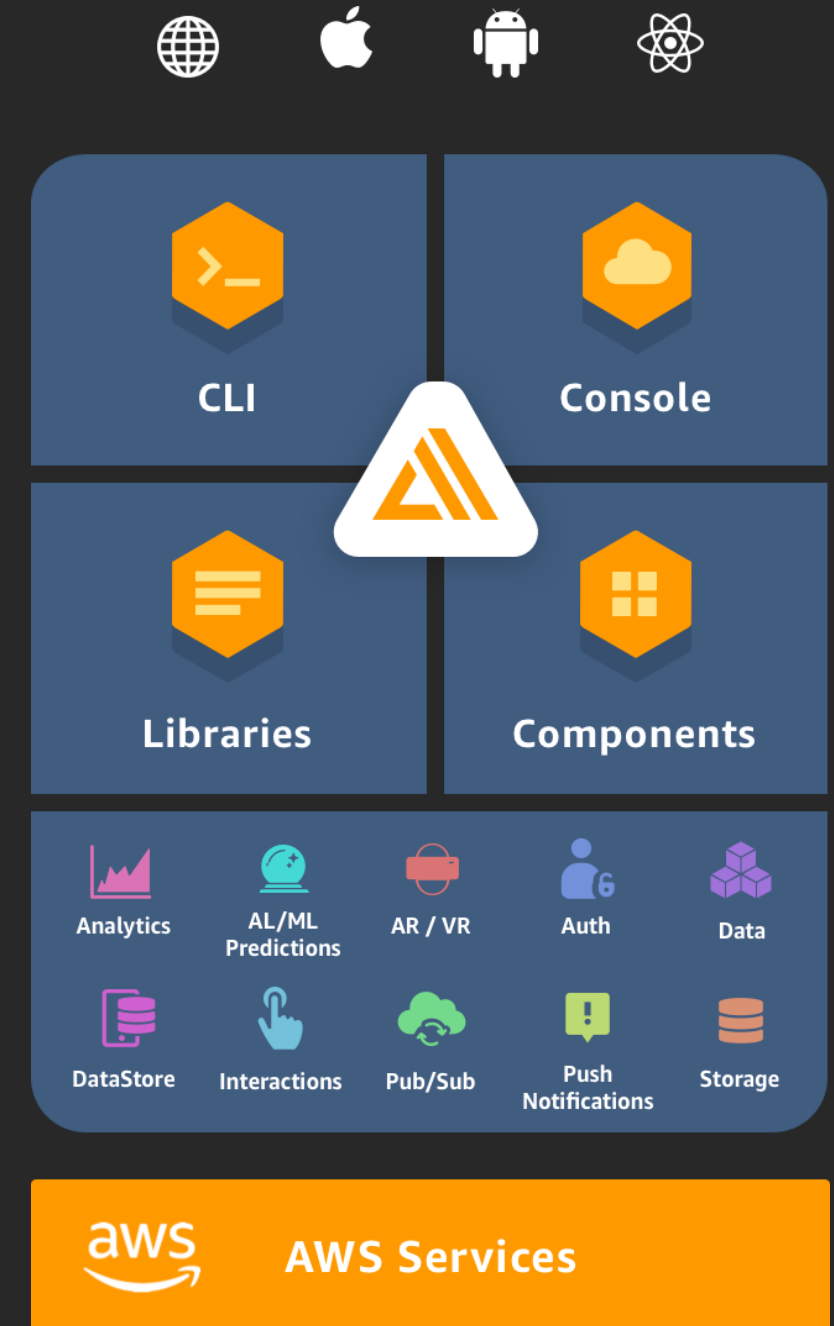 CLI
Console
Libraries
Components
Analytics
AL/ML
Predictions
AR / VR
Auth
Data
DataStore
Interactions
Pub/Sub
Push
Notifications
Storage
aws
AWS Services